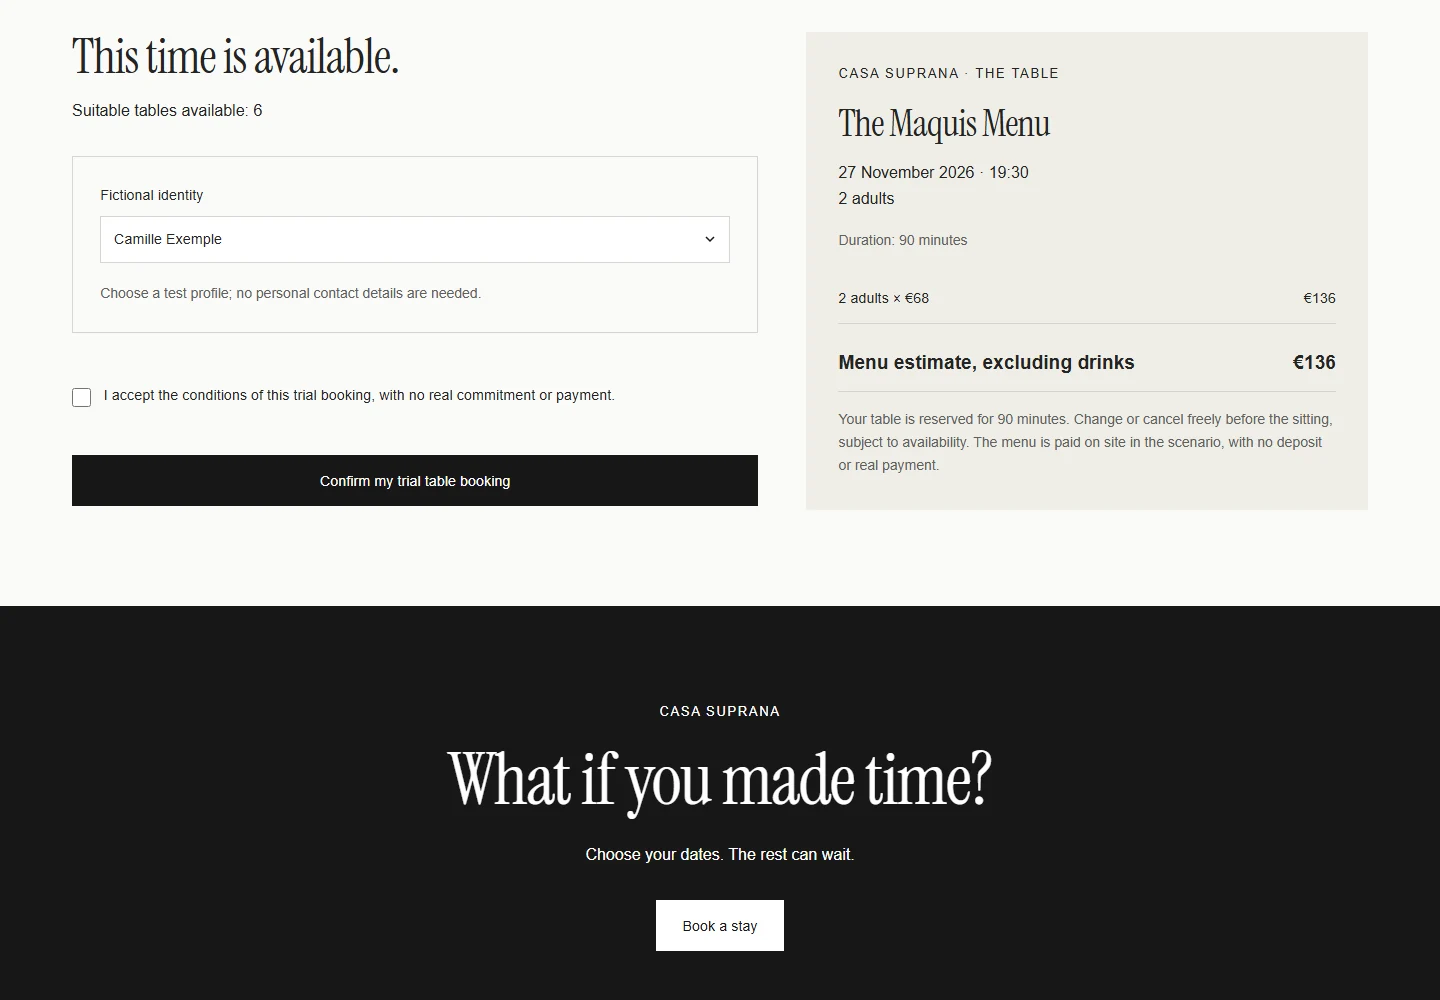 This time is available.
Suitable tables available: 6
Fictional identity
Camille Exemple
Choose a test profile; no personal contact details are needed.
I accept the conditions of this trial booking, with no real commitment or payment.
Confirm my trial table booking
CASA SUPRANA · THE TABLE
The Maquis Menu
27 November 2026 · 19:30
2 adults
Duration: 90 minutes
2 adults × €68 €136
Menu estimate, excluding drinks €136
Your table is reserved for 90 minutes. Change or cancel freely before the sitting,
subject to availability. The menu is paid on site in the scenario, with no deposit
or real payment.
CASA SUPRANA
What if you made time?
Choose your dates. The rest can wait.
Book a stay